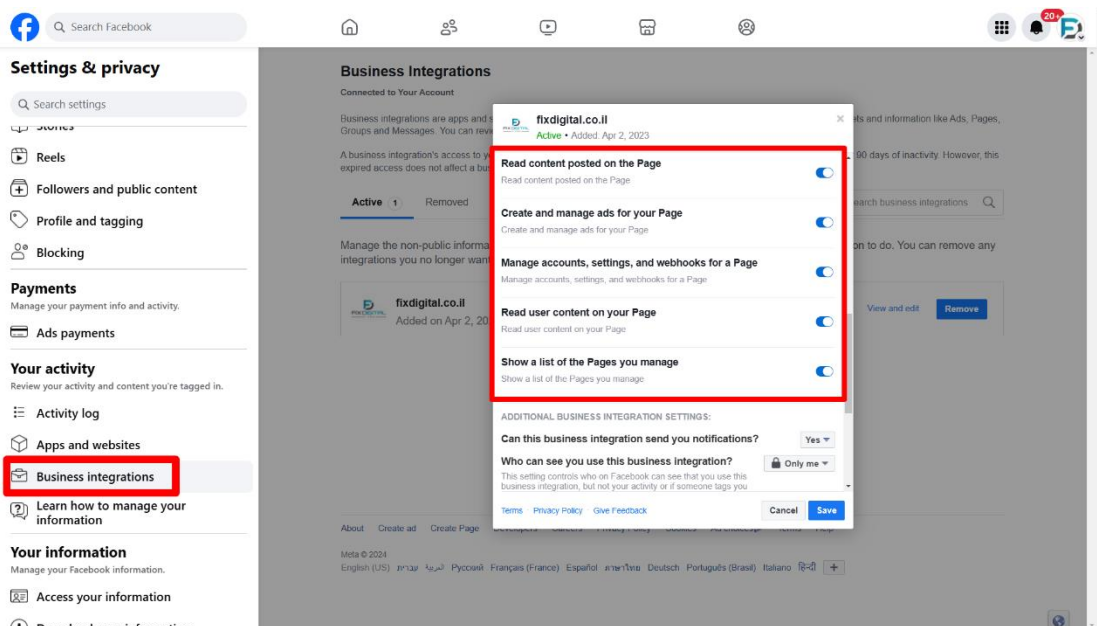 Search Facebook
20+
Settings & privacy
Search settings
Stories
Reels
Followers and public content
Profile and tagging
Blocking
Payments
Manage your payment info and activity.
Ads payments
Your activity
Review your activity and content you're tagged in.
Activity log
Apps and websites
Business integrations
Learn how to manage your
information
Your information
Manage your Facebook information.
Access your information
Business Integrations
Connected to Your Account
Business integrations are apps and s
ets and information like Ads, Pages,
Groups and Messages. You can revi
A business integration's access to y
90 days of inactivity. However, this
expired access does not affect a bus
Active 1
Removed
earch business integrations
Manage the non-public informa
on to do. You can remove any
integrations you no longer want
fixdigital.co.il
Added on Apr 2, 20
View and edit
Remove
fixdigital.co.il
Active • Added: Apr 2, 2023
Read content posted on the Page
Read content posted on the Page
Create and manage ads for your Page
Create and manage ads for your Page
Manage accounts, settings, and webhooks for a Page
Manage accounts, settings, and webhooks for a Page
Read user content on your Page
Read user content on your Page
Show a list of the Pages you manage
Show a list of the Pages you manage
ADDITIONAL BUSINESS INTEGRATION SETTINGS:
Can this business integration send you notifications?
Yes
Who can see you use this business integration?
Only me
This setting controls who on Facebook can see that you use this
business integration, but not your activity or if someone tags you
Terms Privacy Policy Give Feedback
Cancel
Save
About Create ad Create Page
Meta © 2024
English (US) עברית العربية Русский Français (France) Español ภาษาไทย Deutsch Português (Brasil) Italiano हिन्दी